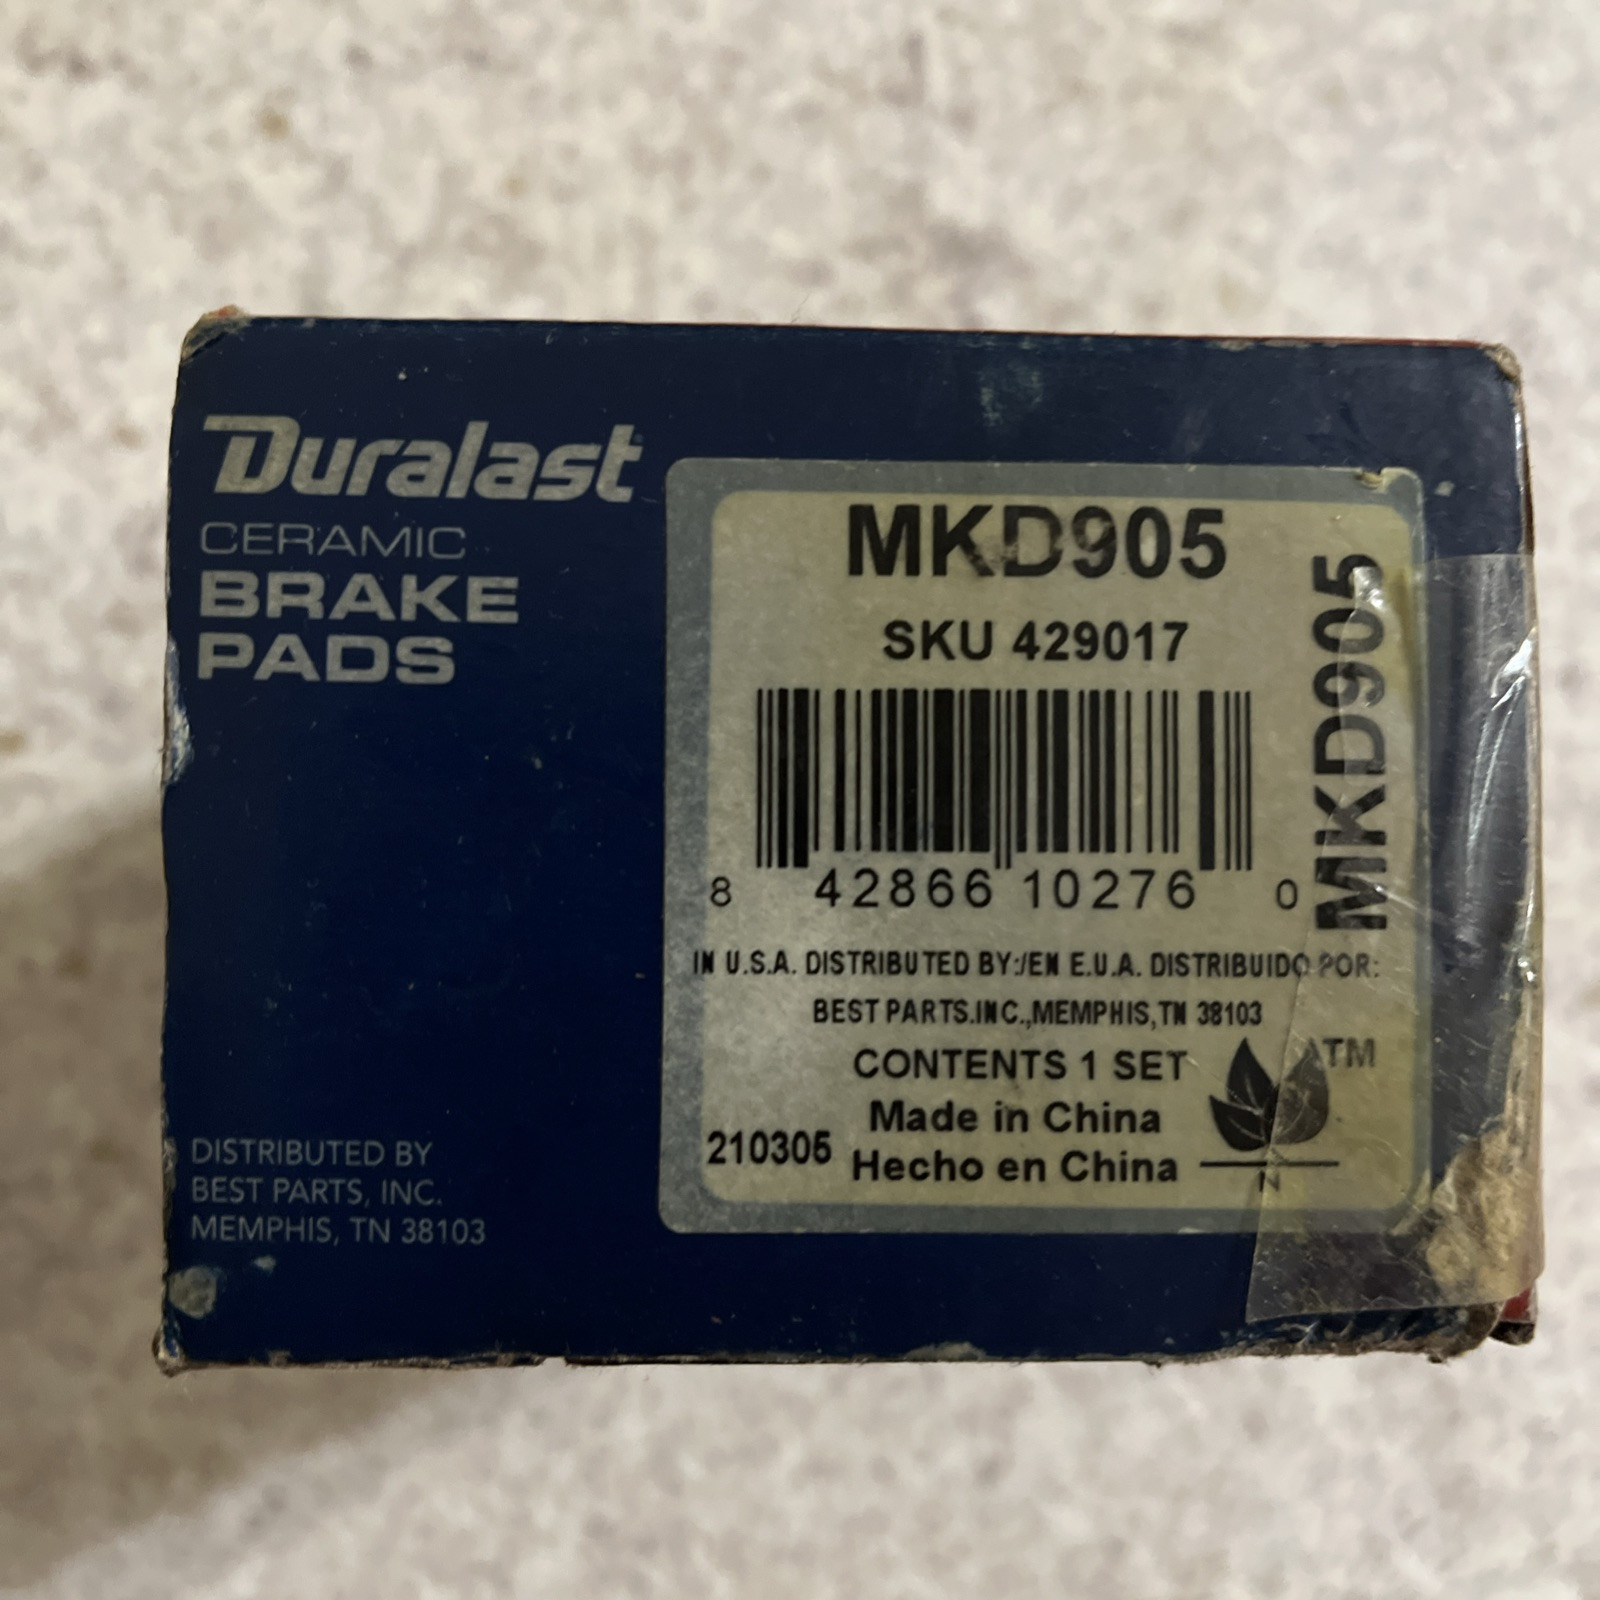 Duralast
CERAMIC
BRAKE
PADS
DISTRIBUTED BY
BEST PARTS, INC.
MEMPHIS, TN 38103
MKD905
SKU 429017
8 42866 10276 0
IN U.S.A. DISTRIBUTED BY:/EN E.U.A. DISTRIBUIDO POR:
BEST PARTS.INC.,MEMPHIS,TN 38103
CONTENTS 1 SET
Made in China
210305 Hecho en China
TM
N
MKD905